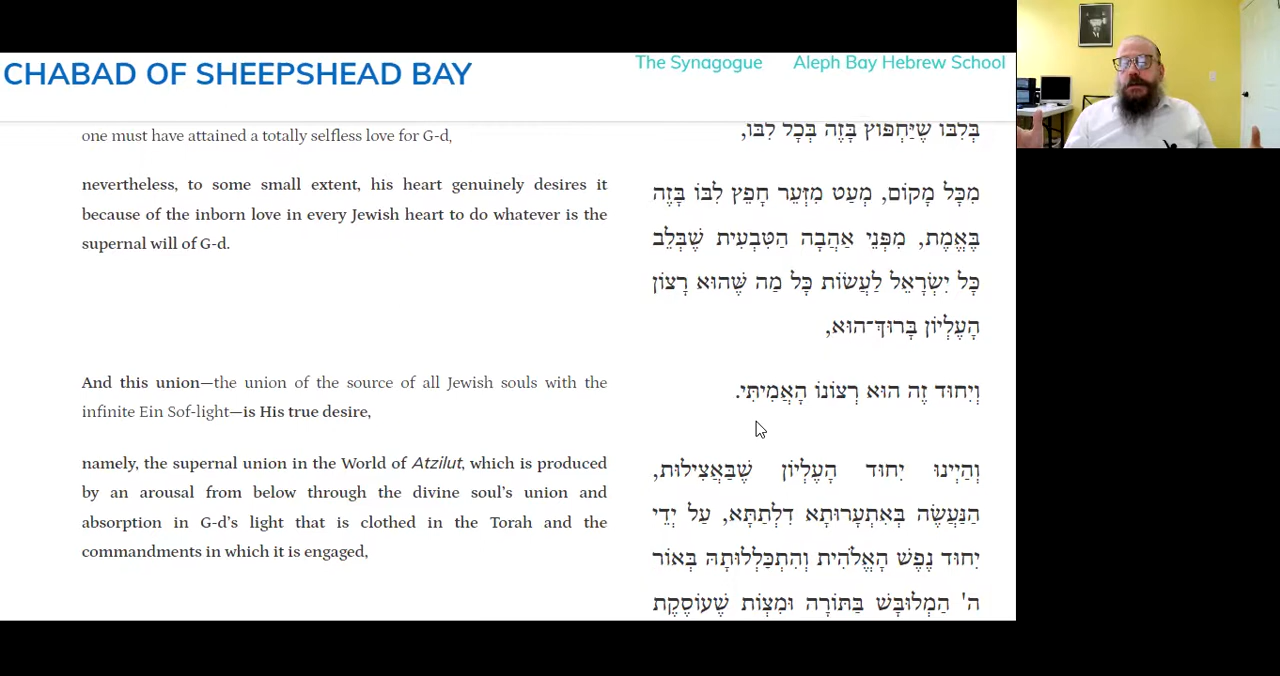 CHABAD OF SHEEPSHEAD BAY
The Synagogue Aleph Bay Hebrew School
one must have attained a totally selfless love for G-d,
בְּלִבּוֹ שֶׁיַּחְפּוֹץ בָּזֶה בְּכָל לִבּוֹ,
nevertheless, to some small extent, his heart genuinely desires it
because of the inborn love in every Jewish heart to do whatever is the
supernal will of G-d.
מִכָּל מָקוֹם, מְעַט מִזְּעֵר חָפֵץ לִבּוֹ בָּזֶה
בֶּאֱמֶת, מִפְּנֵי אַהֲבָה הַטִּבְעִית שֶׁבְּלֵב
כָּל יִשְׂרָאֵל לַעֲשׂוֹת כָּל מַה שֶּׁהוּא רָצוֹן
הָעֶלְיוֹן בָּרוּךְ־הוּא,
And this union—the union of the source of all Jewish souls with the
infinite Ein Sof-light—is His true desire,
וְיִחוּד זֶה הוּא רְצוֹנוֹ הָאֲמִיתִּי.
namely, the supernal union in the World of Atzilut, which is produced
by an arousal from below through the divine soul’s union and
absorption in G-d’s light that is clothed in the Torah and the
commandments in which it is engaged,
וְהַיְינוּ יִחוּד הָעֶלְיוֹן שֶׁבַּאֲצִילוּת,
הַנַּעֲשֶׂה בְּאִתְעָרוּתָא דִלְתַתָּא, עַל יְדֵי
יִחוּד נֶפֶשׁ הָאֱלֹהִית וְהִתְכַּלְלוּתָהּ בְּאוֹר
ה' הַמְלוּבָּשׁ בַּתּוֹרָה וּמִצְוֹת שֶׁעוֹסֶקֶת